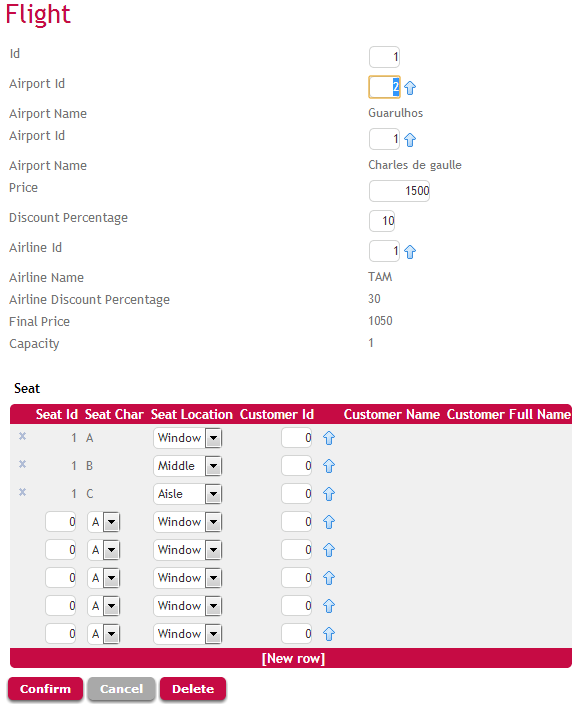 Flight
Id 1
Airport Id 2
Airport Name Guarulhos
Airport Id 1
Airport Name Charles de gaulle
Price 1500
Discount Percentage 10
Airline Id 1
Airline Name TAM
Airline Discount Percentage 30
Final Price 1050
Capacity 1
Seat
Seat Id Seat Char Seat Location Customer Id Customer Name Customer Full Name
x 1 A Window 0
x 1 B Middle 0
x 1 C Aisle 0
0 A Window 0
0 A Window 0
0 A Window 0
0 A Window 0
0 A Window 0
[New row]
Confirm Cancel Delete